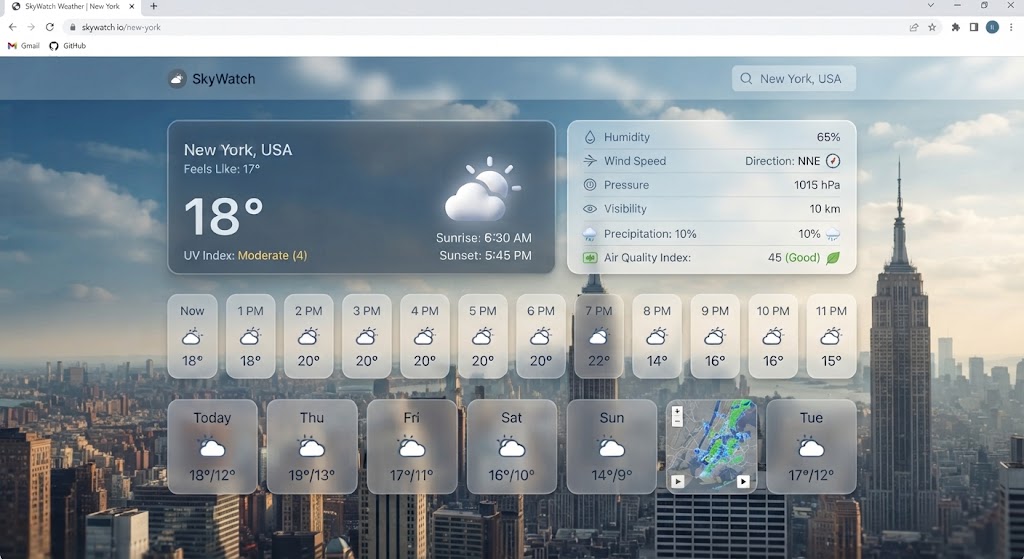 SkyWatch Weather | New York
skywatch io/new-york
Gmail GitHub
SkyWatch
New York, USA
New York, USA
Feels Like: 17°
18°
UV Index: Moderate (4)
Sunrise: 6:30 AM
Sunset: 5:45 PM
Humidity 65%
Wind Speed Direction: NNE
Pressure 1015 hPa
Visibility 10 km
Precipitation: 10% 10%
Air Quality Index: 45 (Good)
Now 1 PM 2 PM 3 PM 4 PM 5 PM 6 PM 7 PM 8 PM 9 PM 10 PM 11 PM
18° 18° 20° 20° 20° 20° 20° 22° 14° 16° 16° 15°
Today Thu Fri Sat Sun Tue
18°/12° 19°/13° 17°/11° 16°/10° 14°/9° 17°/12°